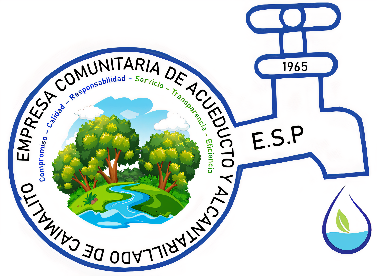 EMPRESA COMUNITARIA DE ACUEDUCTO Y ALCANTARILLADO DE CAIMALITO
Compromiso - Calidad - Responsabilidad - Servicio - Transparencia - Eficiencia
E.S.P
1965